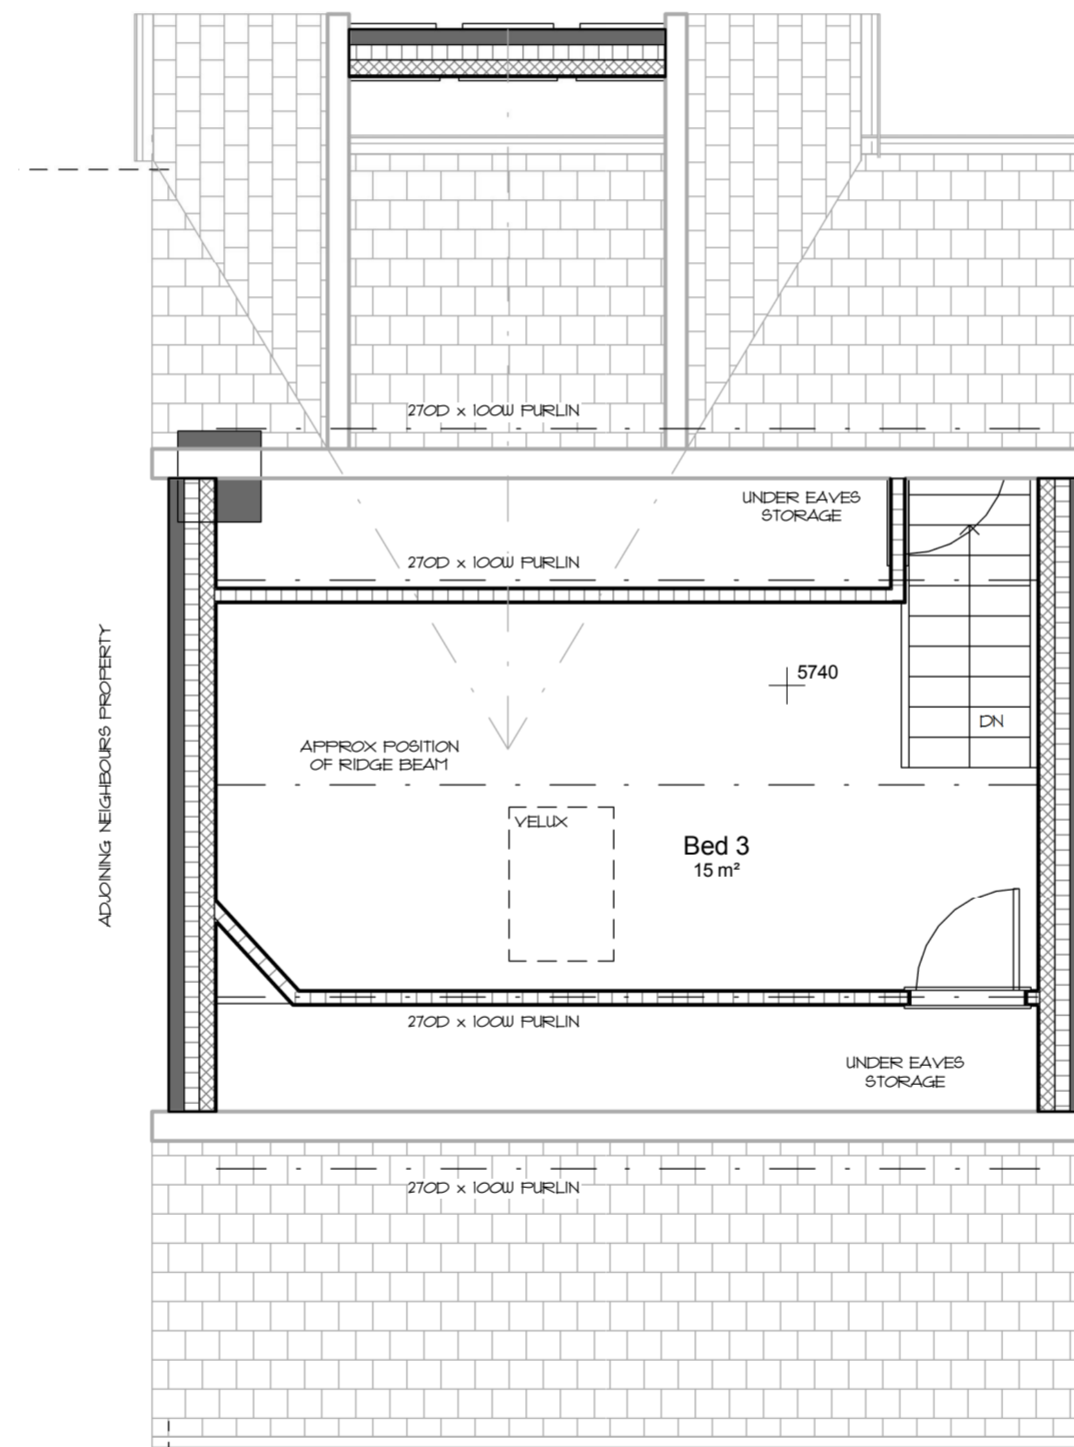 270D x 100W PURLIN
UNDER EAVES
STORAGE
270D x 100W PURLIN
5740
DN
ADJOINING NEIGHBOURS PROPERTY
APPROX POSITION
OF RIDGE BEAM
VELUX
Bed 3
15 m²
270D x 100W PURLIN
UNDER EAVES
STORAGE
270D x 100W PURLIN